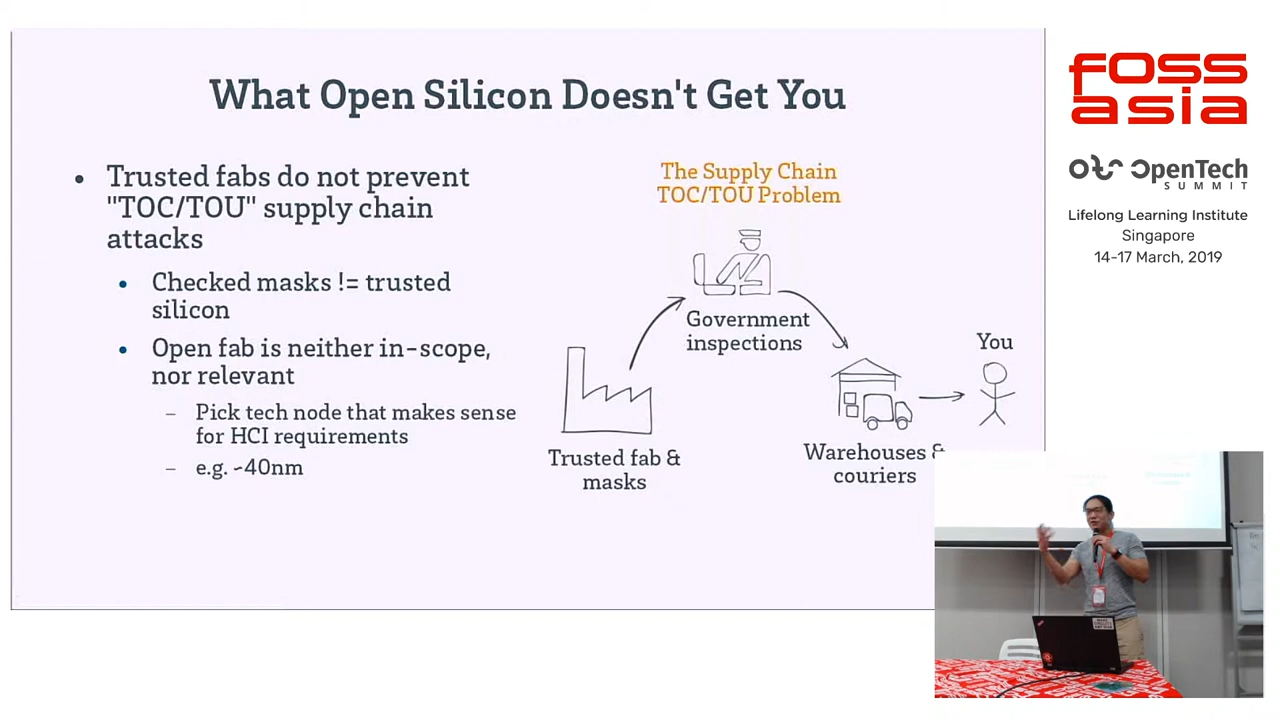 What Open Silicon Doesn't Get You
• Trusted fabs do not prevent
"TOC/TOU" supply chain
attacks
• Checked masks != trusted
silicon
• Open fab is neither in-scope,
nor relevant
– Pick tech node that makes sense
for HCI requirements
– e.g. ~40nm
The Supply Chain
TOC/TOU Problem
Government
inspections
You
Trusted fab &
masks
Warehouses &
couriers
FOSS
ASIA
OpenTech
SUMMIT
Lifelong Learning Institute
Singapore
14-17 March, 2019